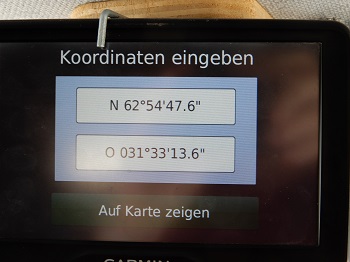 Koordinaten eingeben
N 62°54'47.6"
O 031°33'13.6"
Auf Karte zeigen
GARMIN